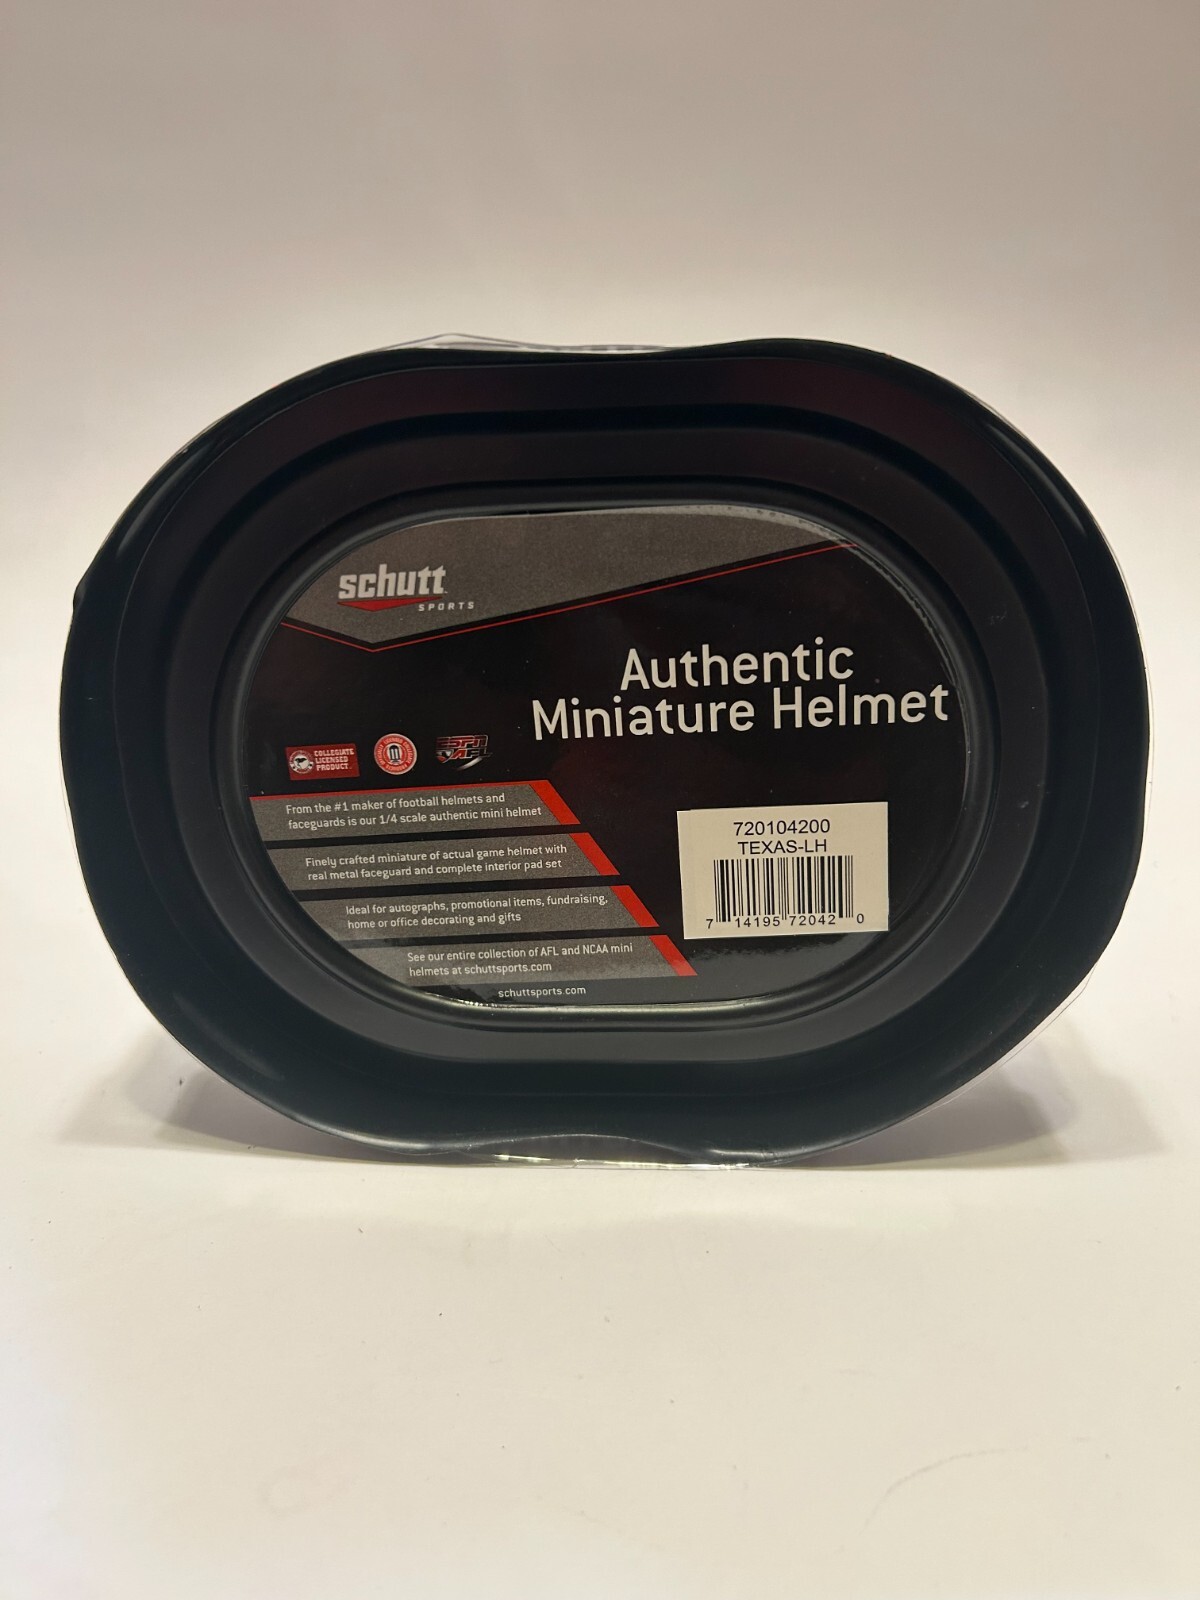 schutt
SPORTS
Authentic
Miniature Helmet
COLLEGIATE
LICENSED
PRODUCT
ESPN
AFL
From the #1 maker of football helmets and
faceguards is our 1/4 scale authentic mini helmet
Finely crafted miniature of actual game helmet with
real metal faceguard and complete interior pad set
Ideal for autographs, promotional items, fundraising,
home or office decorating and gifts
See our entire collection of AFL and NCAA mini
helmets at schuttsports.com
schuttsports.com
720104200
TEXAS-LH
7 14195 72042 0